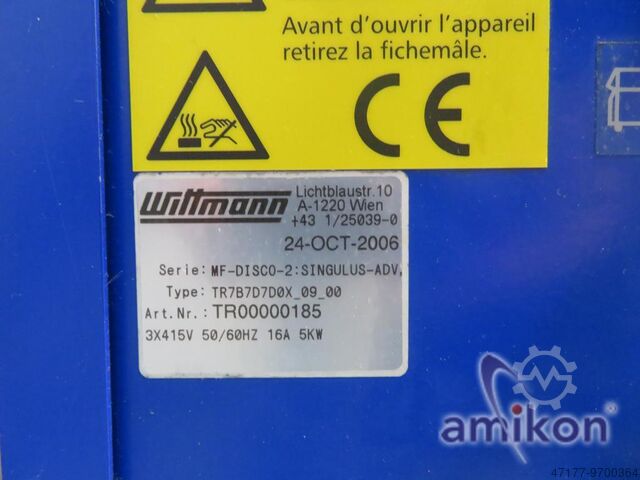 Avant d'ouvrir l'appareil
retirez la fichemâle.
CE
Wittmann
Lichtblaustr.10
A-1220 Wien
+43 1/25039-0
24-OCT-2006
Serie: MF-DISCO-2:SINGULUS-ADV.
Type: TR7B7D7D0X_09_00
Art.Nr.: TR00000185
3X415V 50/60HZ 16A 5KW
amikon®
47177-9700364